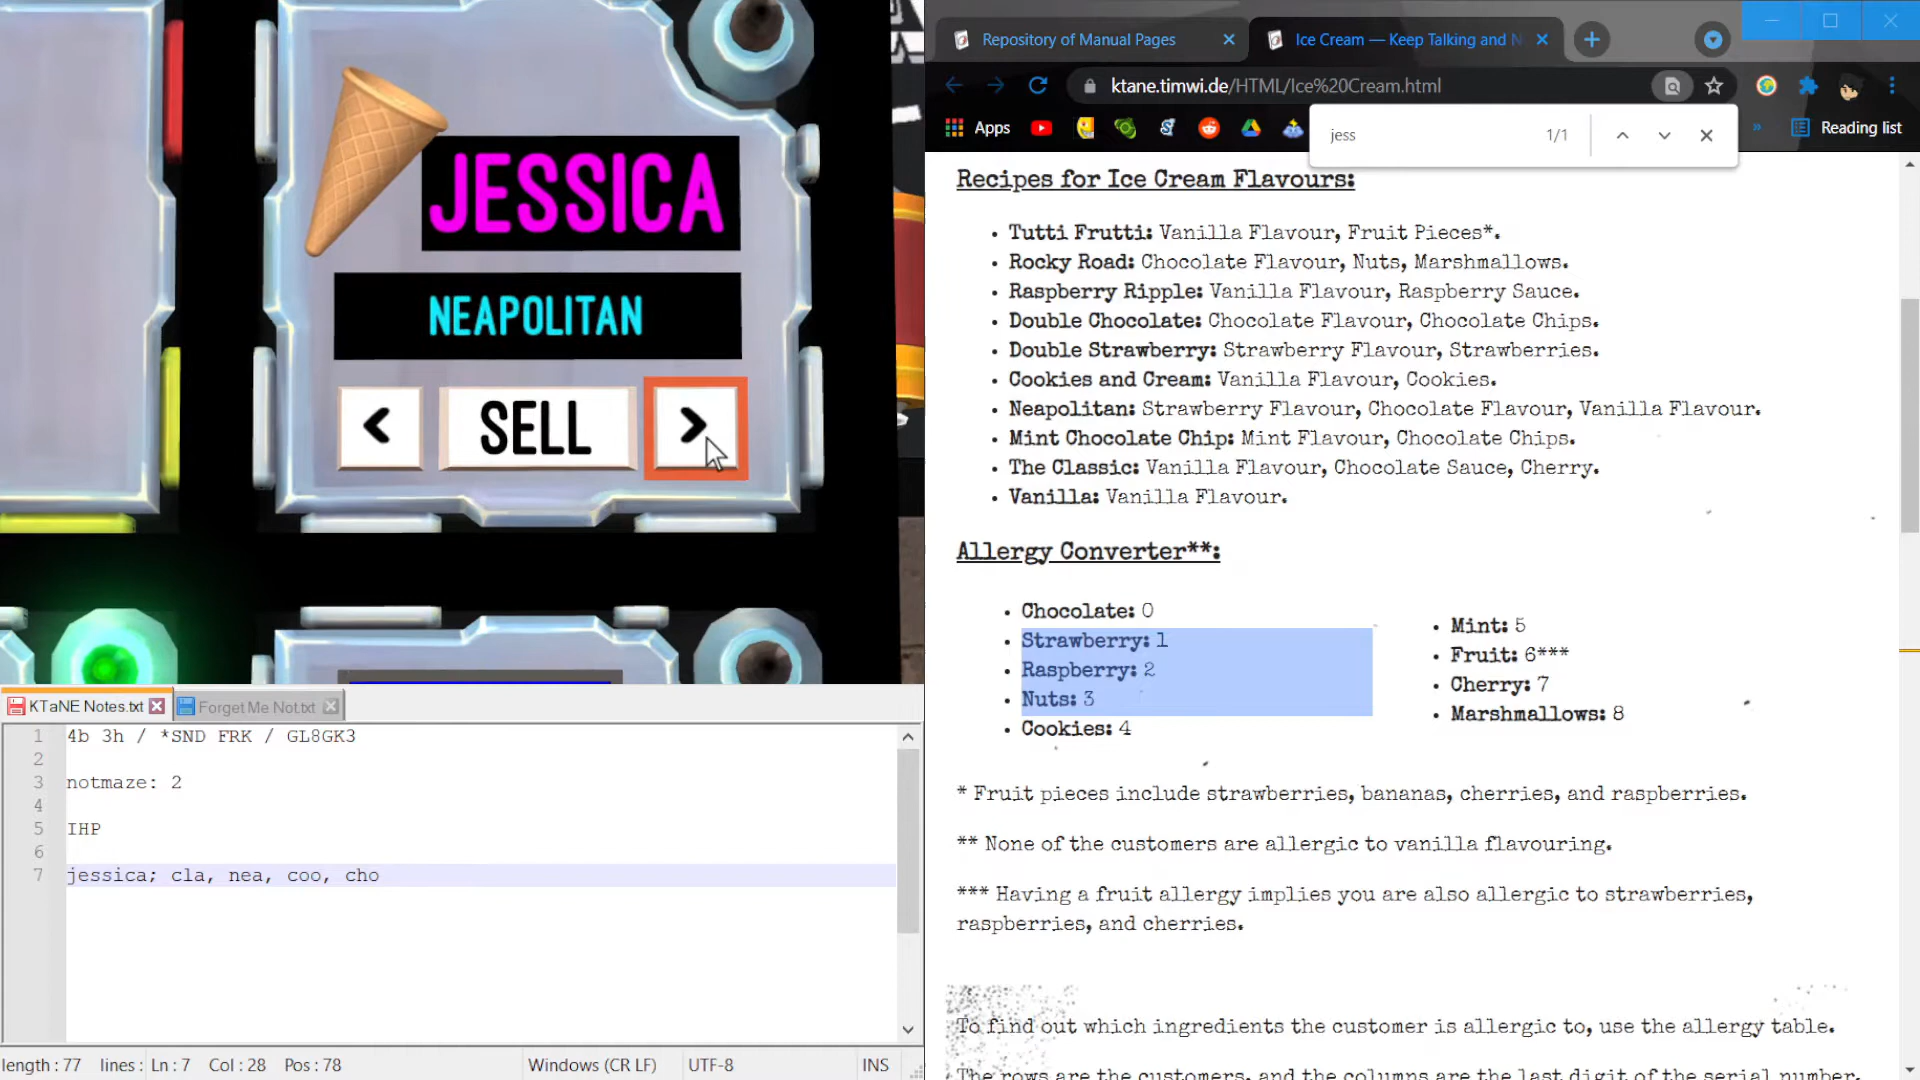 JESSICA
NEAPOLITAN
<
SELL
>
KTaNE Notes.txt
Forget Me Not.txt
1 4b 3h / *SND FRK / GL8GK3
2
3 notmaze: 2
4
5 IHP
6
7 jessica; cla, nea, coo, cho
length : 77 lines : Ln : 7 Col : 28 Pos : 78 Windows (CR LF) UTF-8 INS
Repository of Manual Pages
Ice Cream — Keep Talking and N
ktane.timwi.de/HTML/Ice%20Cream.html
Apps
Reading list
jess 1/1
Recipes for Ice Cream Flavours:
• Tutti Frutti: Vanilla Flavour, Fruit Pieces*.
• Rocky Road: Chocolate Flavour, Nuts, Marshmallows.
• Raspberry Ripple: Vanilla Flavour, Raspberry Sauce.
• Double Chocolate: Chocolate Flavour, Chocolate Chips.
• Double Strawberry: Strawberry Flavour, Strawberries.
• Cookies and Cream: Vanilla Flavour, Cookies.
• Neapolitan: Strawberry Flavour, Chocolate Flavour, Vanilla Flavour.
• Mint Chocolate Chip: Mint Flavour, Chocolate Chips.
• The Classic: Vanilla Flavour, Chocolate Sauce, Cherry.
• Vanilla: Vanilla Flavour.
Allergy Converter**:
• Chocolate: 0
• Strawberry: 1
• Raspberry: 2
• Nuts: 3
• Cookies: 4
• Mint: 5
• Fruit: 6***
• Cherry: 7
• Marshmallows: 8
* Fruit pieces include strawberries, bananas, cherries, and raspberries.
** None of the customers are allergic to vanilla flavouring.
*** Having a fruit allergy implies you are also allergic to strawberries,
raspberries, and cherries.
To find out which ingredients the customer is allergic to, use the allergy table.
The rows are the customers, and the columns are the last digit of the serial number.